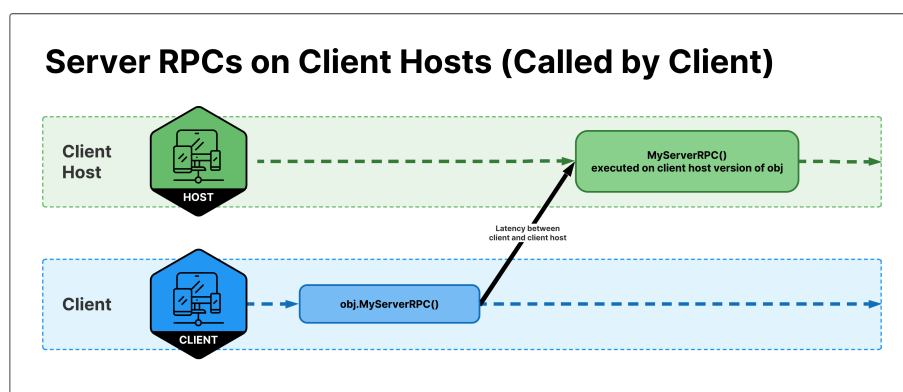 Server RPCs on Client Hosts (Called by Client)
Client
Host
HOST
MyServerRPC()
executed on client host version of obj
Latency between
client and client host
Client
CLIENT
obj.MyServerRPC()